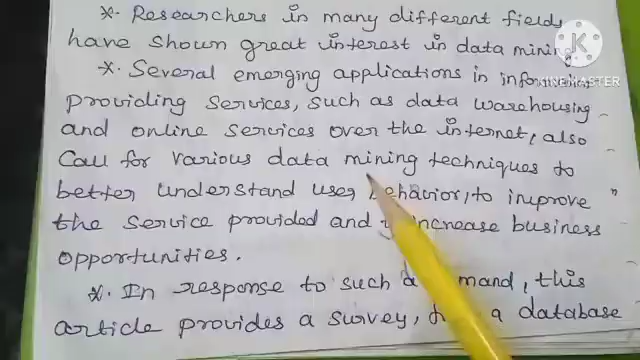 * Researchers in many different fields
have shown great interest in data mining
* Several emerging applications in
providing services, such as data warehousing
and online services over the internet, also
Call for various data mining techniques to
better understand user behavior, to improve
the service provided and increase business
opportunities.
* In response to such a demand, this
article provides a survey, a database
KINEMASTER